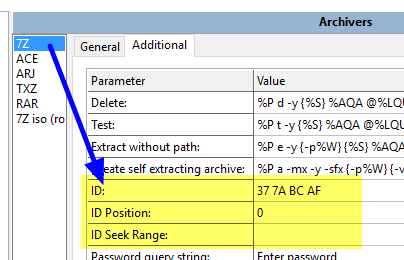 Archivers
7Z
ACE
ARJ
TXZ
RAR
7Z iso (ro
General Additional
Parameter Value
Delete: %P d -y {%S} %AQA @%LQU
Test: %P t -y {%S} %AQA @%LQU
Extract without path: %P e -y {-p%W} {%S} %AQA
Create self extracting archive: %P a -mx -y -sfx {-p%W} {-v
ID: 37 7A BC AF
ID Position: 0
ID Seek Range:
Password query string: Enter password